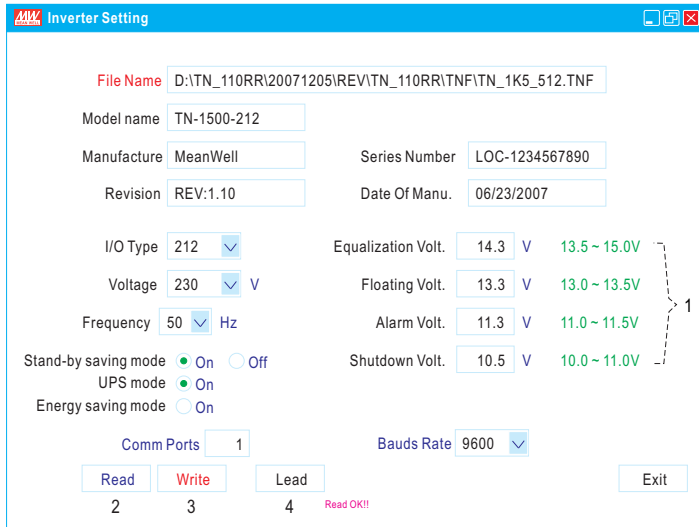 MW MEAN WELL Inverter Setting
File Name D:\TN_110RR\20071205\REV\TN_110RR\TNF\TN_1K5_512.TNF
Model name TN-1500-212
Manufacture MeanWell Series Number LOC-1234567890
Revision REV:1.10 Date Of Manu. 06/23/2007
I/O Type 212 Equalization Volt. 14.3 V 13.5 ~ 15.0V
Voltage 230 V Floating Volt. 13.3 V 13.0 ~ 13.5V
1
Frequency 50 Hz Alarm Volt. 11.3 V 11.0 ~ 11.5V
Stand-by saving mode On Off Shutdown Volt. 10.5 V 10.0 ~ 11.0V
UPS mode On
Energy saving mode On
Comm Ports 1 Bauds Rate 9600
Read Write Lead Exit
2 3 4 Read OK!!